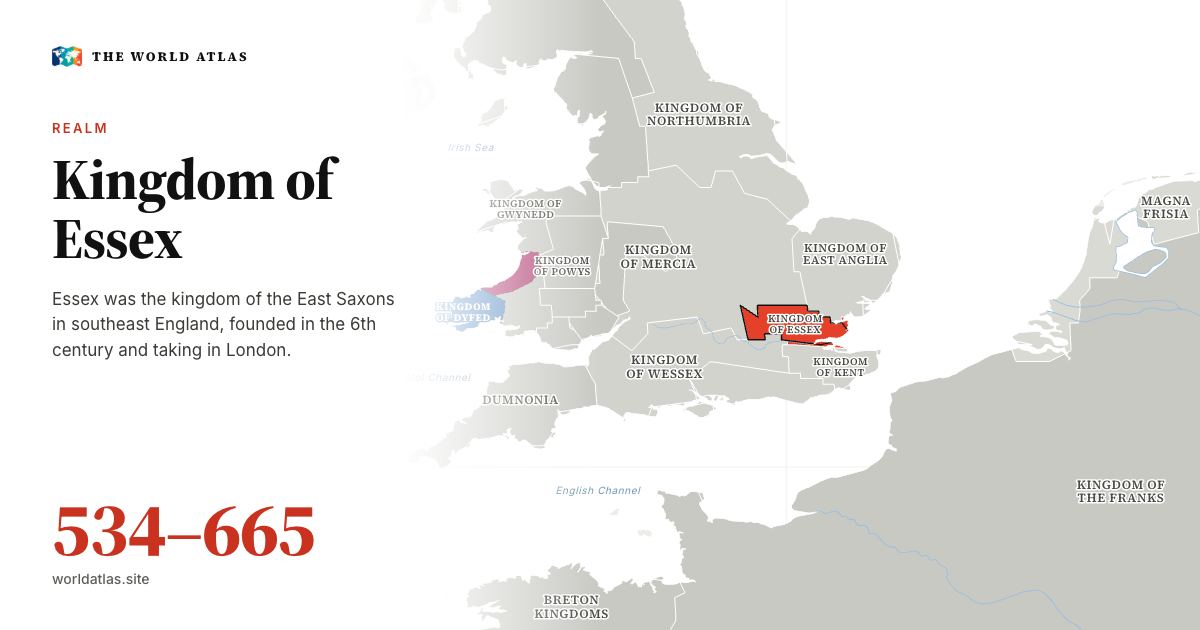 THE WORLD ATLAS
REALM
Kingdom of
Essex
Essex was the kingdom of the East Saxons
in southeast England, founded in the 6th
century and taking in London.
534–665
worldatlas.site
KINGDOM OF
NORTHUMBRIA
Irish Sea
KINGDOM OF
GWYNEDD
MAGNA
FRISIA
KINGDOM
OF POWYS
KINGDOM
OF MERCIA
KINGDOM OF
EAST ANGLIA
KINGDOM
OF DYFED
KINGDOM
OF ESSEX
KINGDOM
OF WESSEX
KINGDOM
OF KENT
Channel
DUMNONIA
English Channel
KINGDOM OF
THE FRANKS
BRETON
KINGDOMS